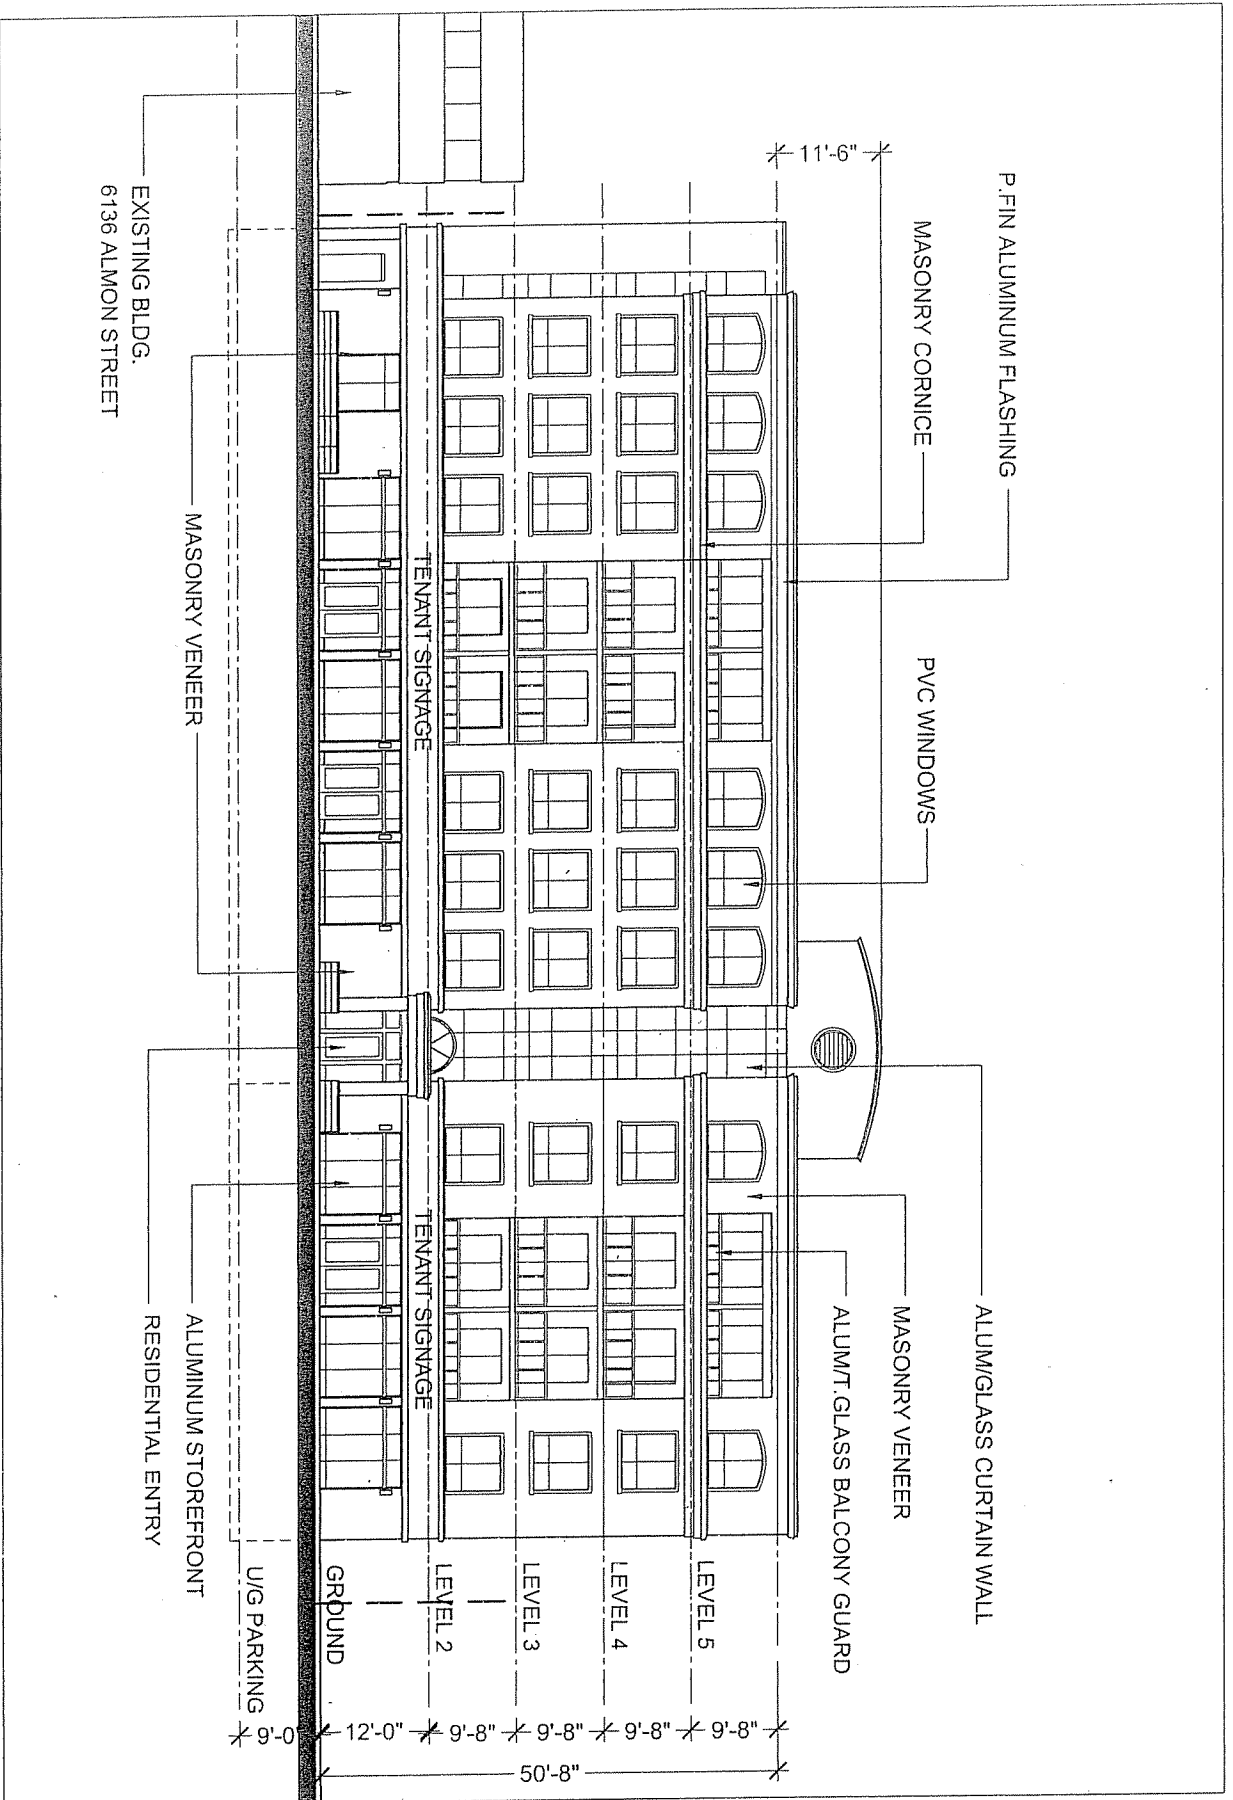 P.FIN ALUMINUM FLASHING
MASONRY CORNICE
PVC WINDOWS
ALUM/GLASS CURTAIN WALL
MASONRY VENEER
ALUM/T.GLASS BALCONY GUARD
11'-6"
LEVEL 5
LEVEL 4
LEVEL 3
LEVEL 2
GROUND
U/G PARKING
9'-8"
9'-8"
9'-8"
9'-8"
12'-0"
9'-0
50'-8"
TENANT SIGNAGE
TENANT SIGNAGE
EXISTING BLDG.
6136 ALMON STREET
MASONRY VENEER
ALUMINUM STOREFRONT
RESIDENTIAL ENTRY